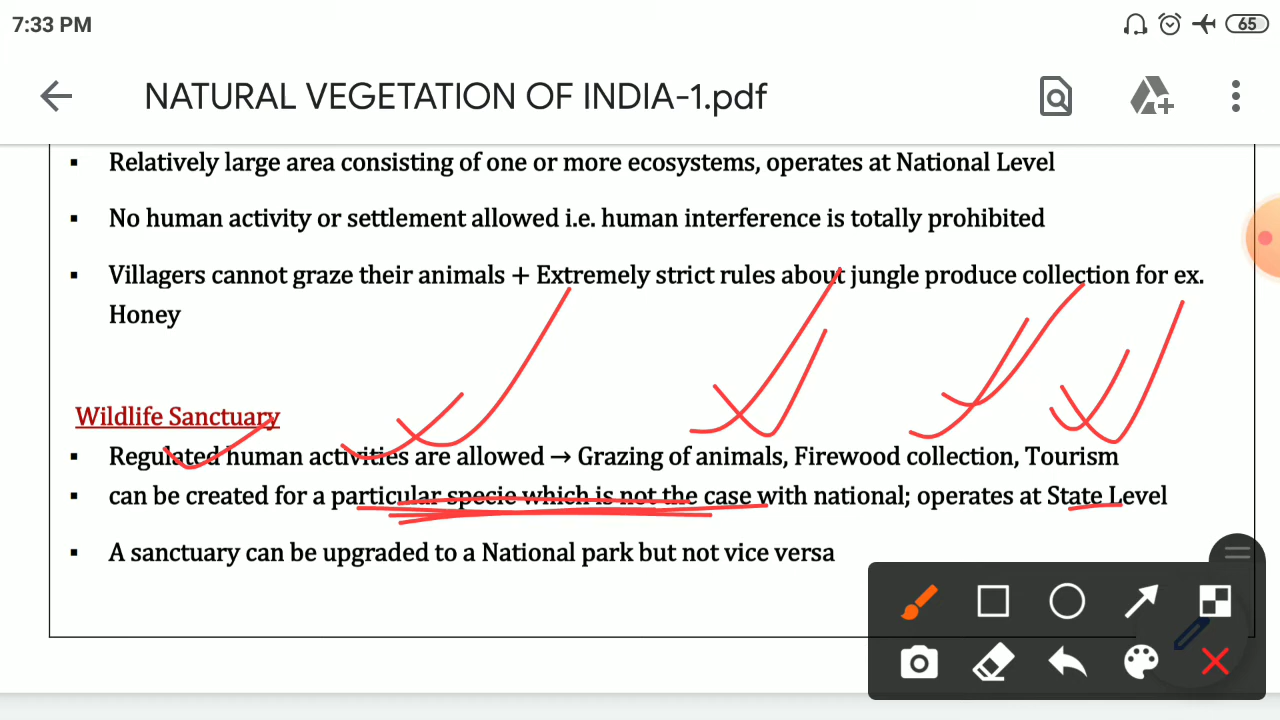 7:33 PM
65
NATURAL VEGETATION OF INDIA-1.pdf
▪ Relatively large area consisting of one or more ecosystems, operates at National Level
▪ No human activity or settlement allowed i.e. human interference is totally prohibited
▪ Villagers cannot graze their animals + Extremely strict rules about jungle produce collection for ex.
Honey
Wildlife Sanctuary
▪ Regulated human activities are allowed → Grazing of animals, Firewood collection, Tourism
▪ can be created for a particular specie which is not the case with national; operates at State Level
▪ A sanctuary can be upgraded to a National park but not vice versa